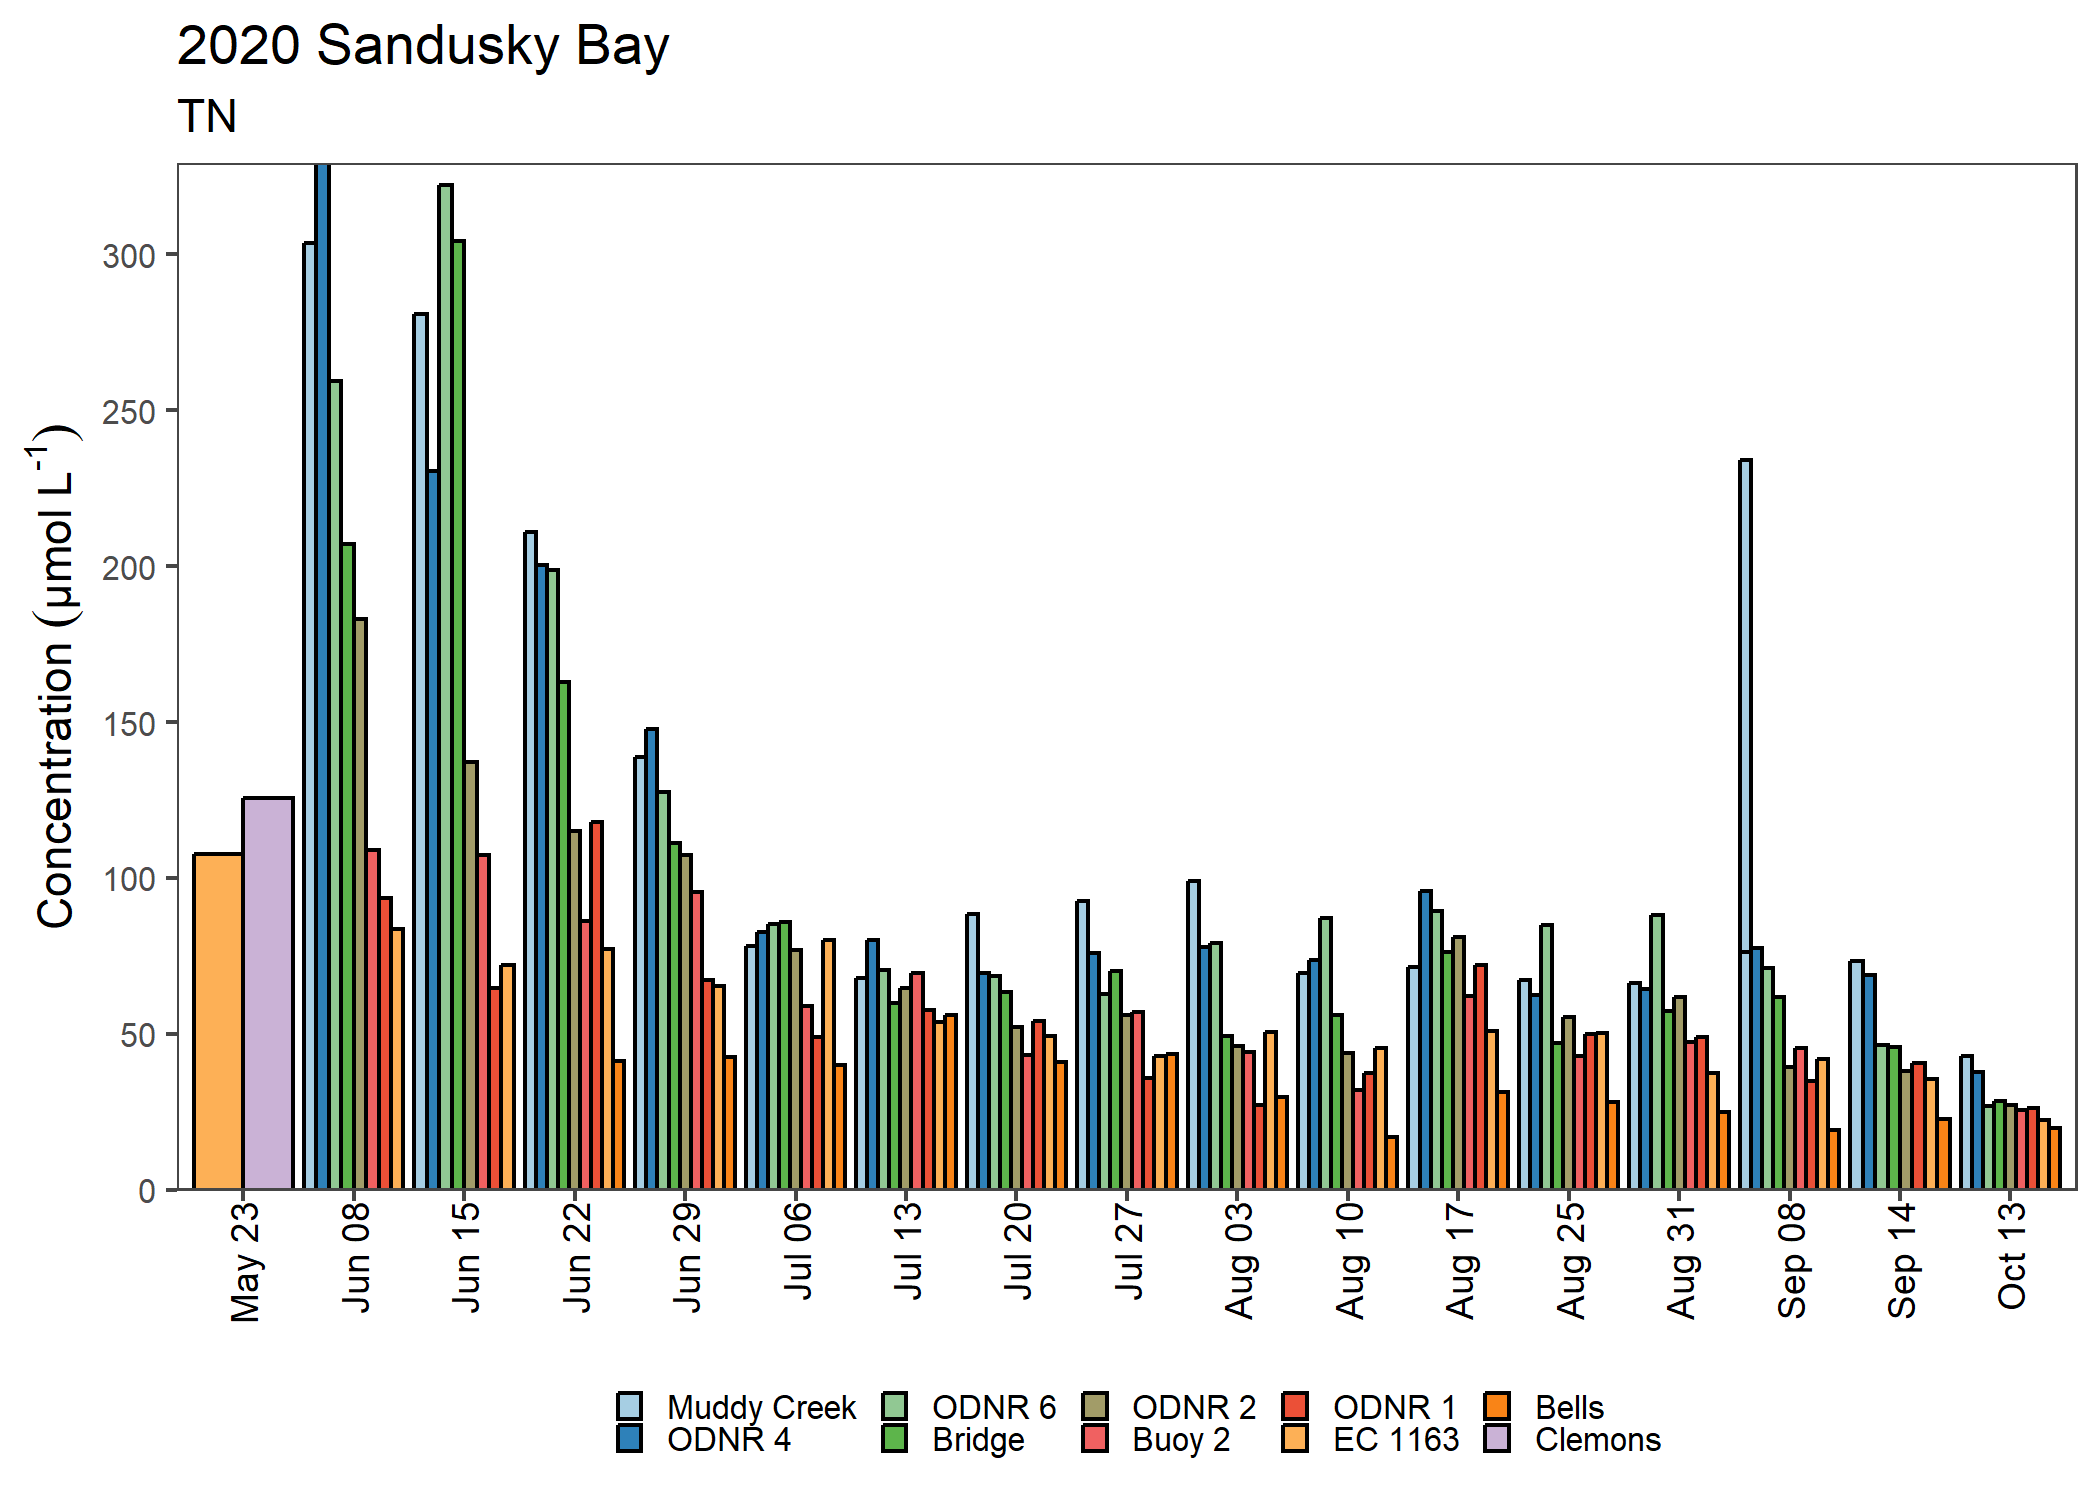 2020 Sandusky Bay
TN
Concentration (µmol L-1)
300
250
200
150
100
50
0
May 23
Jun 08
Jun 15
Jun 22
Jun 29
Jul 06
Jul 13
Jul 20
Jul 27
Aug 03
Aug 10
Aug 17
Aug 25
Aug 31
Sep 08
Sep 14
Oct 13
Muddy Creek ODNR 6 ODNR 2 ODNR 1 Bells
ODNR 4 Bridge Buoy 2 EC 1163 Clemons